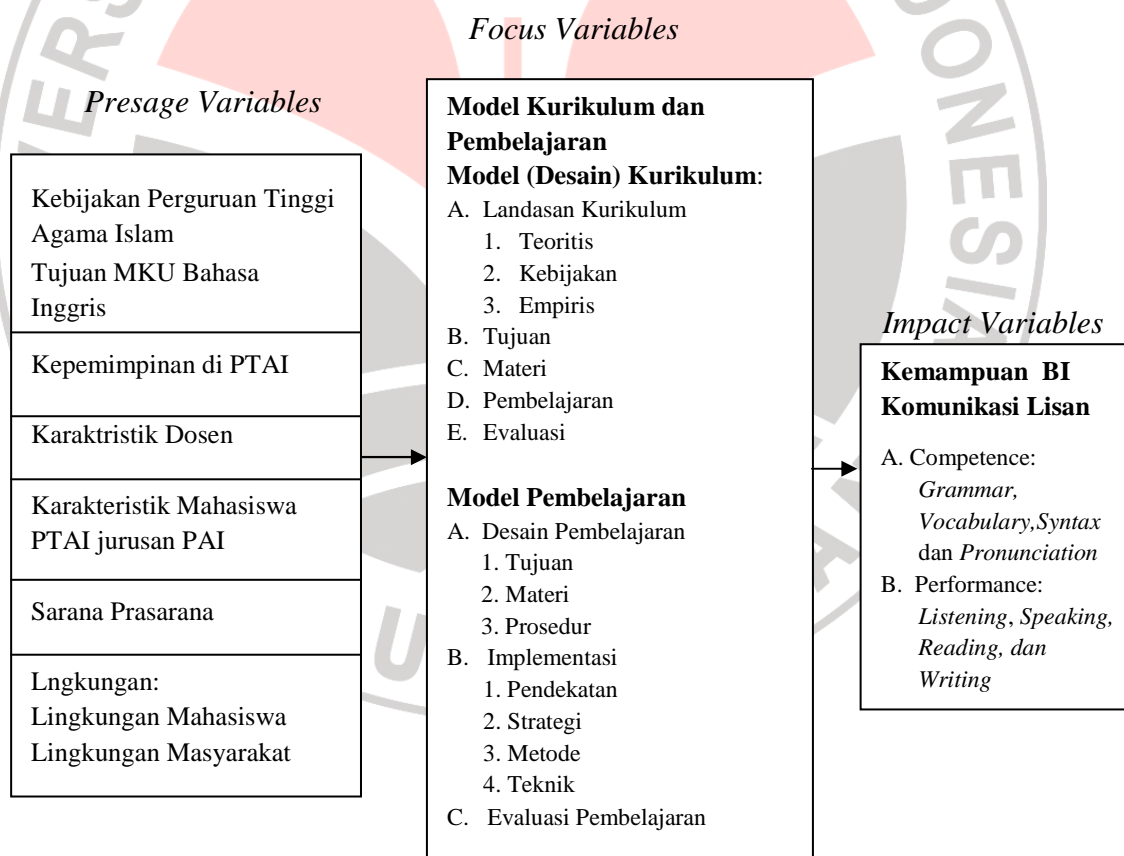 Focus Variables
Presage Variables
Kebijakan Perguruan Tinggi
Agama Islam
Tujuan MKU Bahasa
Inggris
Kepemimpinan di PTAI
Karaktristik Dosen
Karakteristik Mahasiswa
PTAI jurusan PAI
Sarana Prasarana
Lngkungan:
Lingkungan Mahasiswa
Lingkungan Masyarakat
Model Kurikulum dan
Pembelajaran
Model (Desain) Kurikulum:
A. Landasan Kurikulum
1. Teoritis
2. Kebijakan
3. Empiris
B. Tujuan
C. Materi
D. Pembelajaran
E. Evaluasi
Model Pembelajaran
A. Desain Pembelajaran
1. Tujuan
2. Materi
3. Prosedur
B. Implementasi
1. Pendekatan
2. Strategi
3. Metode
4. Teknik
C. Evaluasi Pembelajaran
Impact Variables
Kemampuan BI
Komunikasi Lisan
A. Competence:
Grammar,
Vocabulary,Syntax
dan Pronunciation
B. Performance:
Listening, Speaking,
Reading, dan
Writing